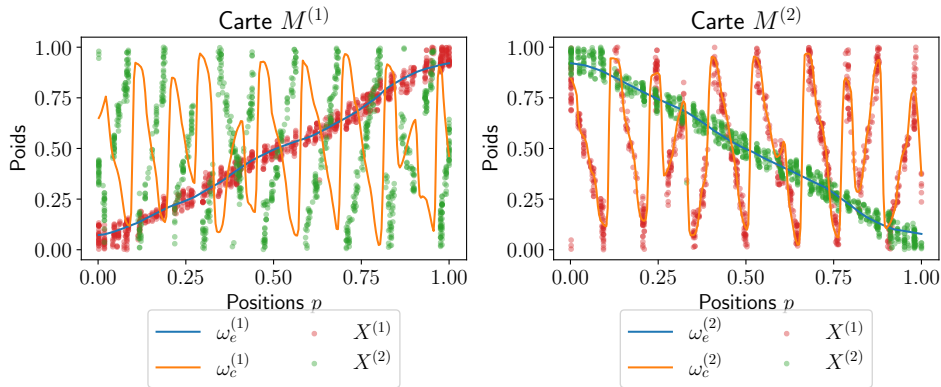 Carte $M^{(1)}$
1.00
0.75
0.50
0.25
0.00
Poids
0.00 0.25 0.50 0.75 1.00
Positions $p$
$\omega_e^{(1)}$ $X^{(1)}$
$\omega_c^{(1)}$ $X^{(2)}$
Carte $M^{(2)}$
1.00
0.75
0.50
0.25
0.00
Poids
0.00 0.25 0.50 0.75 1.00
Positions $p$
$\omega_e^{(2)}$ $X^{(1)}$
$\omega_c^{(2)}$ $X^{(2)}$